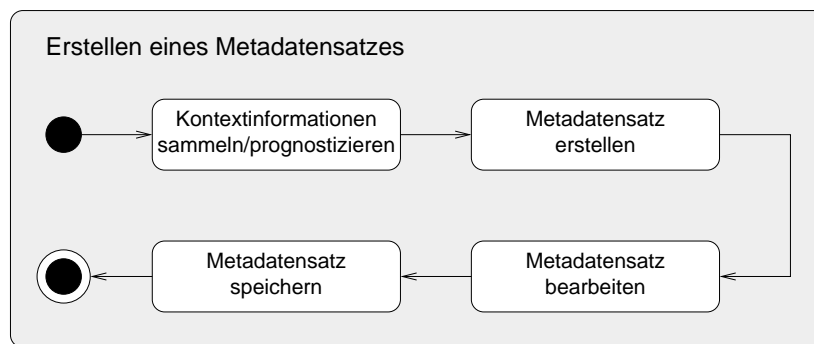 Erstellen eines Metadatensatzes
Kontextinformationen
sammeln/prognostizieren
Metadatensatz
erstellen
Metadatensatz
bearbeiten
Metadatensatz
speichern